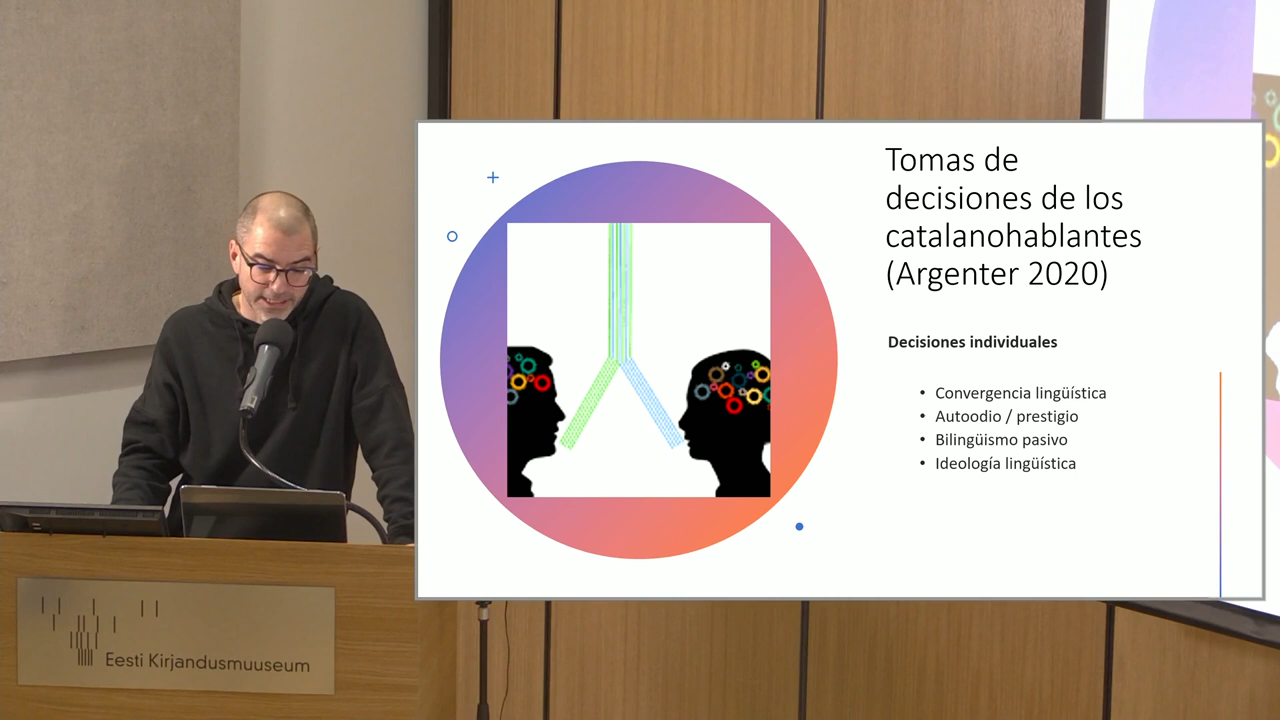 Tomas de
decisiones de los
catalanohablantes
(Argenter 2020)
Decisiones individuales
• Convergencia lingüística
• Autoodio / prestigio
• Bilingüismo pasivo
• Ideología lingüística
Eesti Kirjandusmuuseum